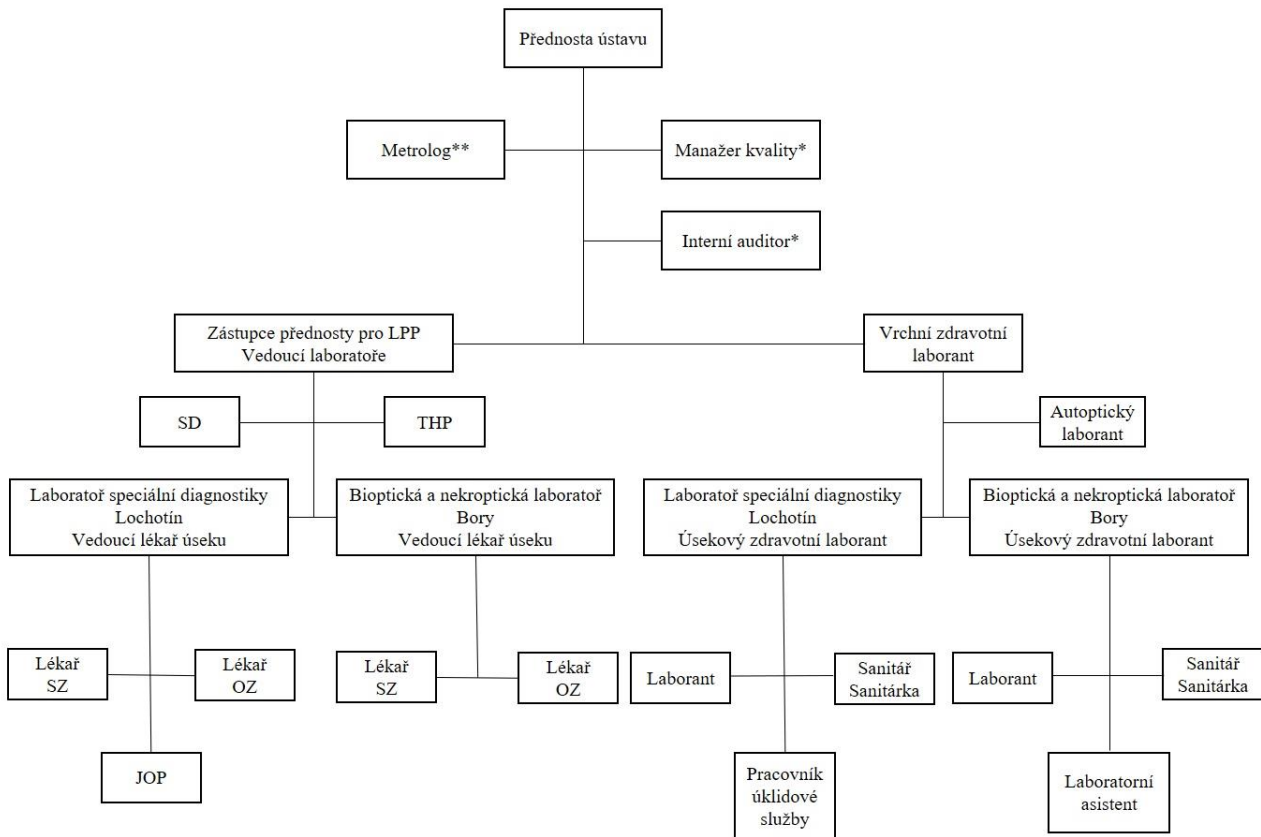 Přednosta ústavu
Metrolog**
Manažer kvality*
Interní auditor*
Zástupce přednosty pro LPP
Vedoucí laboratoře
Vrchní zdravotní
laborant
SD
THP
Autoptický
laborant
Laboratoř speciální diagnostiky
Lochotín
Vedoucí lékař úseku
Bioptická a nekroptická laboratoř
Bory
Vedoucí lékař úseku
Laboratoř speciální diagnostiky
Lochotín
Úsekový zdravotní laborant
Bioptická a nekroptická laboratoř
Bory
Úsekový zdravotní laborant
Lékař
SZ
Lékař
OZ
Lékař
SZ
Lékař
OZ
Laborant
Sanitář
Sanitárka
Laborant
Sanitář
Sanitárka
JOP
Pracovník
úklidové
služby
Laboratorní
asistent